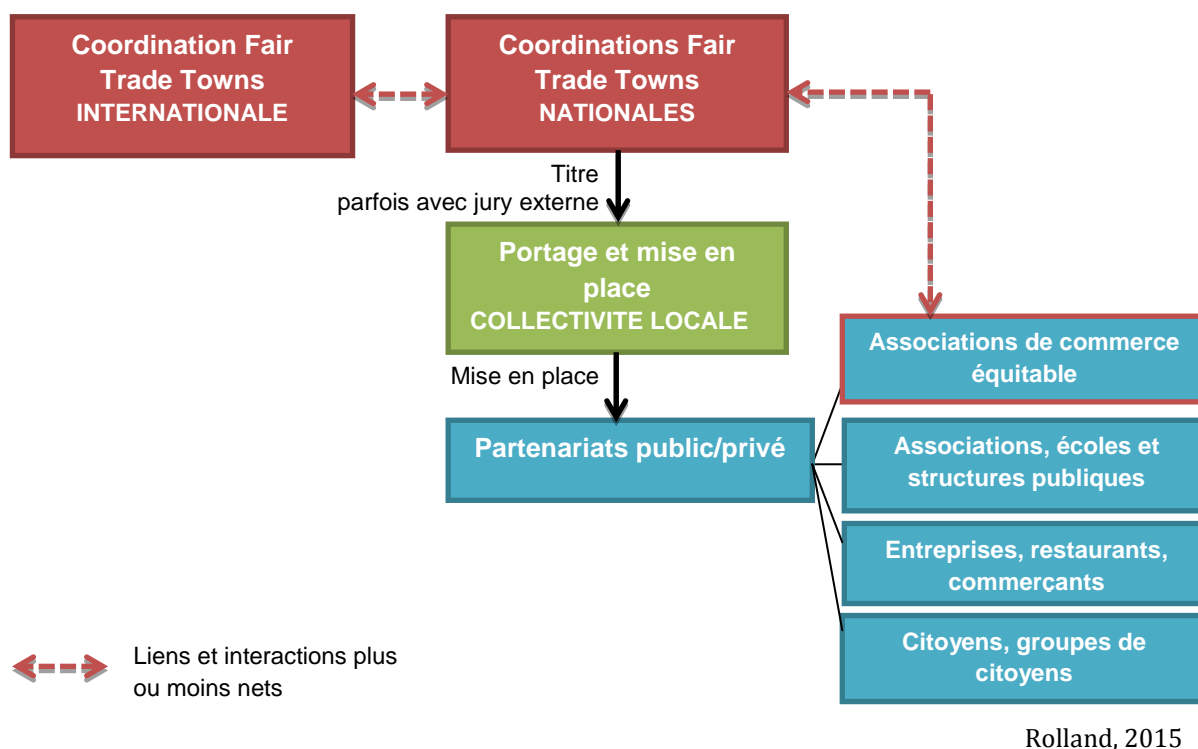 Coordination Fair
Trade Towns
INTERNATIONALE
Coordinations Fair
Trade Towns
NATIONALES
Titre
parfois avec jury externe
Portage et mise en
place
COLLECTIVITE LOCALE
Mise en place
Partenariats public/privé
Associations de commerce
équitable
Associations, écoles et
structures publiques
Entreprises, restaurants,
commerçants
Citoyens, groupes de
citoyens
Liens et interactions plus
ou moins nets
Rolland, 2015